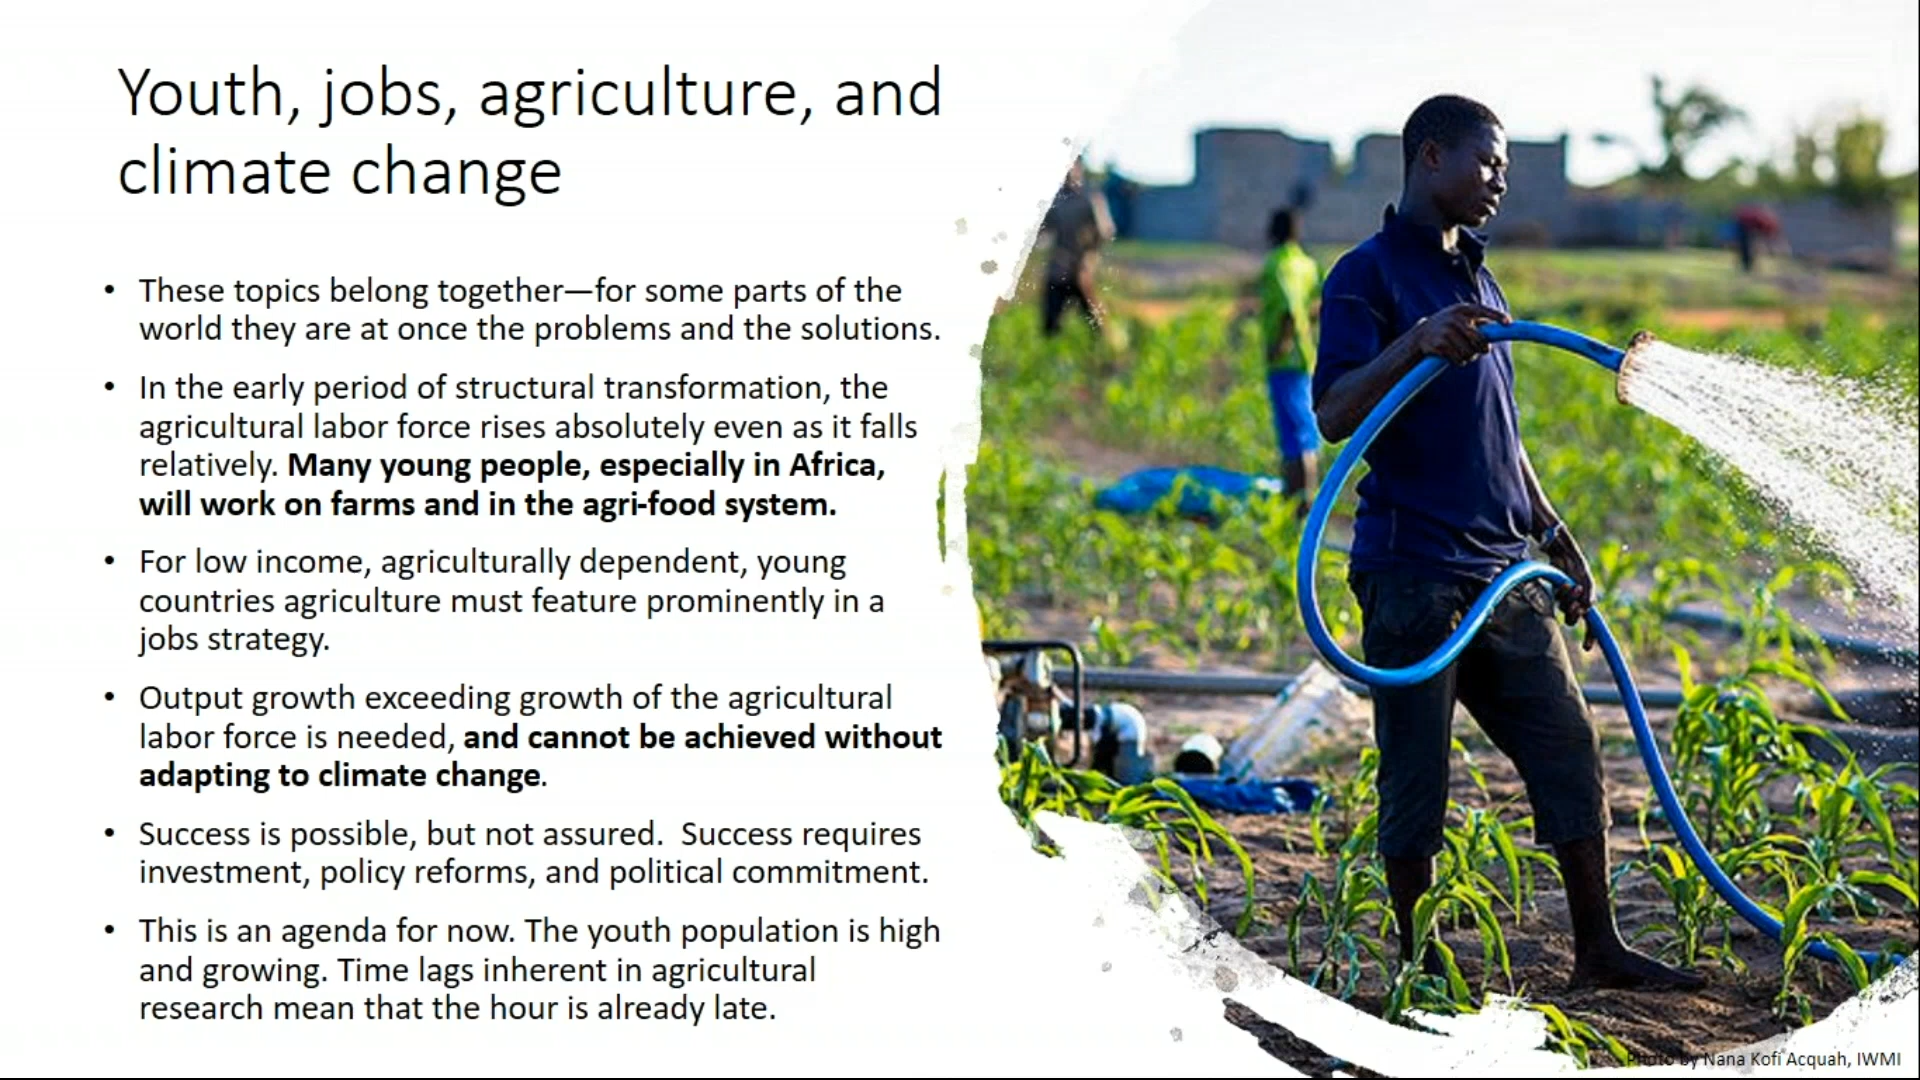 Youth, jobs, agriculture, and
climate change
• These topics belong together—for some parts of the
world they are at once the problems and the solutions.
• In the early period of structural transformation, the
agricultural labor force rises absolutely even as it falls
relatively. Many young people, especially in Africa,
will work on farms and in the agri-food system.
• For low income, agriculturally dependent, young
countries agriculture must feature prominently in a
jobs strategy.
• Output growth exceeding growth of the agricultural
labor force is needed, and cannot be achieved without
adapting to climate change.
• Success is possible, but not assured.  Success requires
investment, policy reforms, and political commitment.
• This is an agenda for now. The youth population is high
and growing. Time lags inherent in agricultural
research mean that the hour is already late.
Photo by Nana Kofi Acquah, IWMI